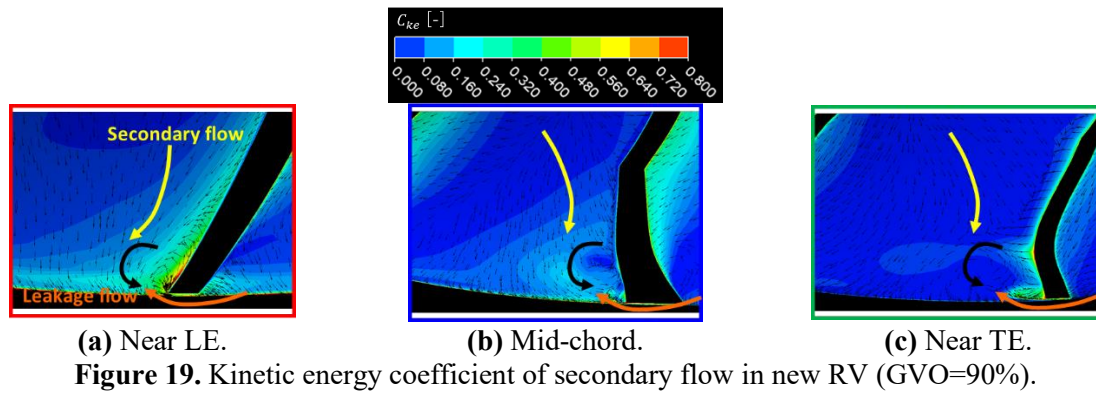 C_ke [-]
0.000 0.080 0.160 0.240 0.320 0.400 0.480 0.560 0.640 0.720 0.800
Secondary flow
Leakage flow
(a) Near LE. (b) Mid-chord. (c) Near TE.
Figure 19. Kinetic energy coefficient of secondary flow in new RV (GVO=90%).